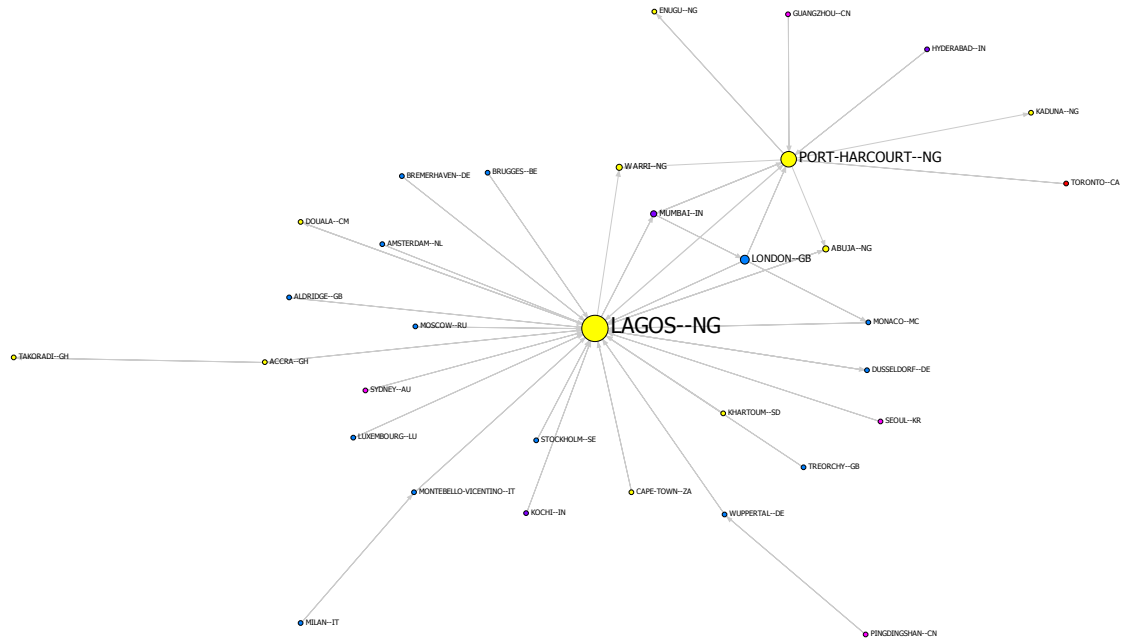 ENUGU--NG
GUANGZHOU--CN
HYDERABAD--IN
KADUNA--NG
PORT-HARCOURT--NG
WARRI--NG
BRUGGES--BE
BREMERHAVEN--DE
TORONTO--CA
MUMBAI--IN
DOUALA--CM
AMSTERDAM--NL
ABUJA--NG
LONDON--GB
ALDRIDGE--GB
MONACO--MC
LAGOS--NG
MOSCOW--RU
TAKORADI--GH
ACCRA--GH
DUSSELDORF--DE
SYDNEY--AU
KHARTOUM--SD
SEOUL--KR
LUXEMBOURG--LU
STOCKHOLM--SE
TREORCHY--GB
MONTEBELLO-VICENTINO--IT
CAPE-TOWN--ZA
KOCHI--IN
WUPPERTAL--DE
MILAN--IT
PINGDINGSHAN--CN